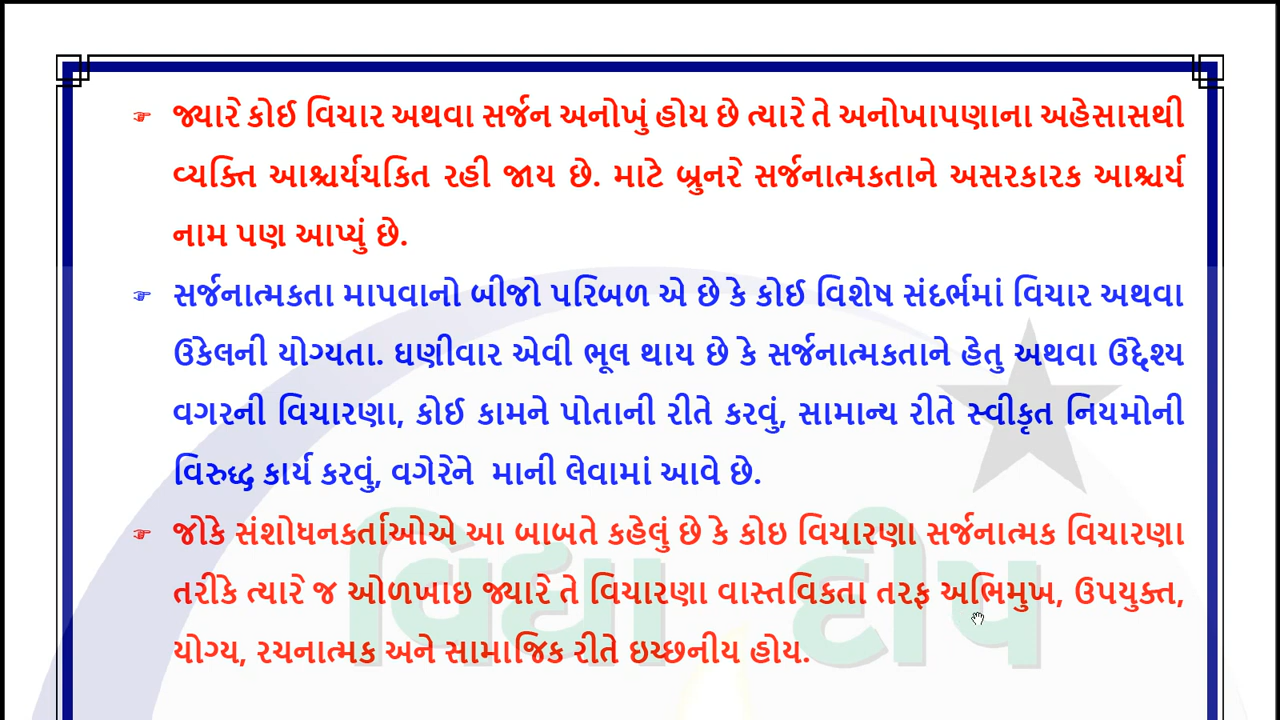 ☞ જ્યારે કોઈ વિચાર અથવા સર્જન અનોખું હોય છે ત્યારે તે અનોખાપણાના અહેસાસથી
વ્યક્તિ આશ્ચર્યચકિત રહી જાય છે. માટે બ્રુનરે સર્જનાત્મકતાને અસરકારક આશ્ચર્ય
નામ પણ આપ્યું છે.
☞ સર્જનાત્મકતા માપવાનો બીજો પરિબળ એ છે કે કોઈ વિશેષ સંદર્ભમાં વિચાર અથવા
ઉકેલની યોગ્યતા. ઘણીવાર એવી ભૂલ થાય છે કે સર્જનાત્મકતાને હેતુ અથવા ઉદ્દેશ્ય
વગરની વિચારણા, કોઈ કામને પોતાની રીતે કરવું, સામાન્ય રીતે સ્વીકૃત નિયમોની
વિરુધ્ધ કાર્ય કરવું, વગેરેને માની લેવામાં આવે છે.
☞ જોકે સંશોધનકર્તાઓએ આ બાબતે કહેલું છે કે કોઇ વિચારણા સર્જનાત્મક વિચારણા
તરીકે ત્યારે જ ઓળખાઇ જ્યારે તે વિચારણા વાસ્તવિકતા તરફ અભિમુખ, ઉપયુક્ત,
યોગ્ય, રચનાત્મક અને સામાજિક રીતે ઇચ્છનીય હોય.
વિદ્યા દીપ